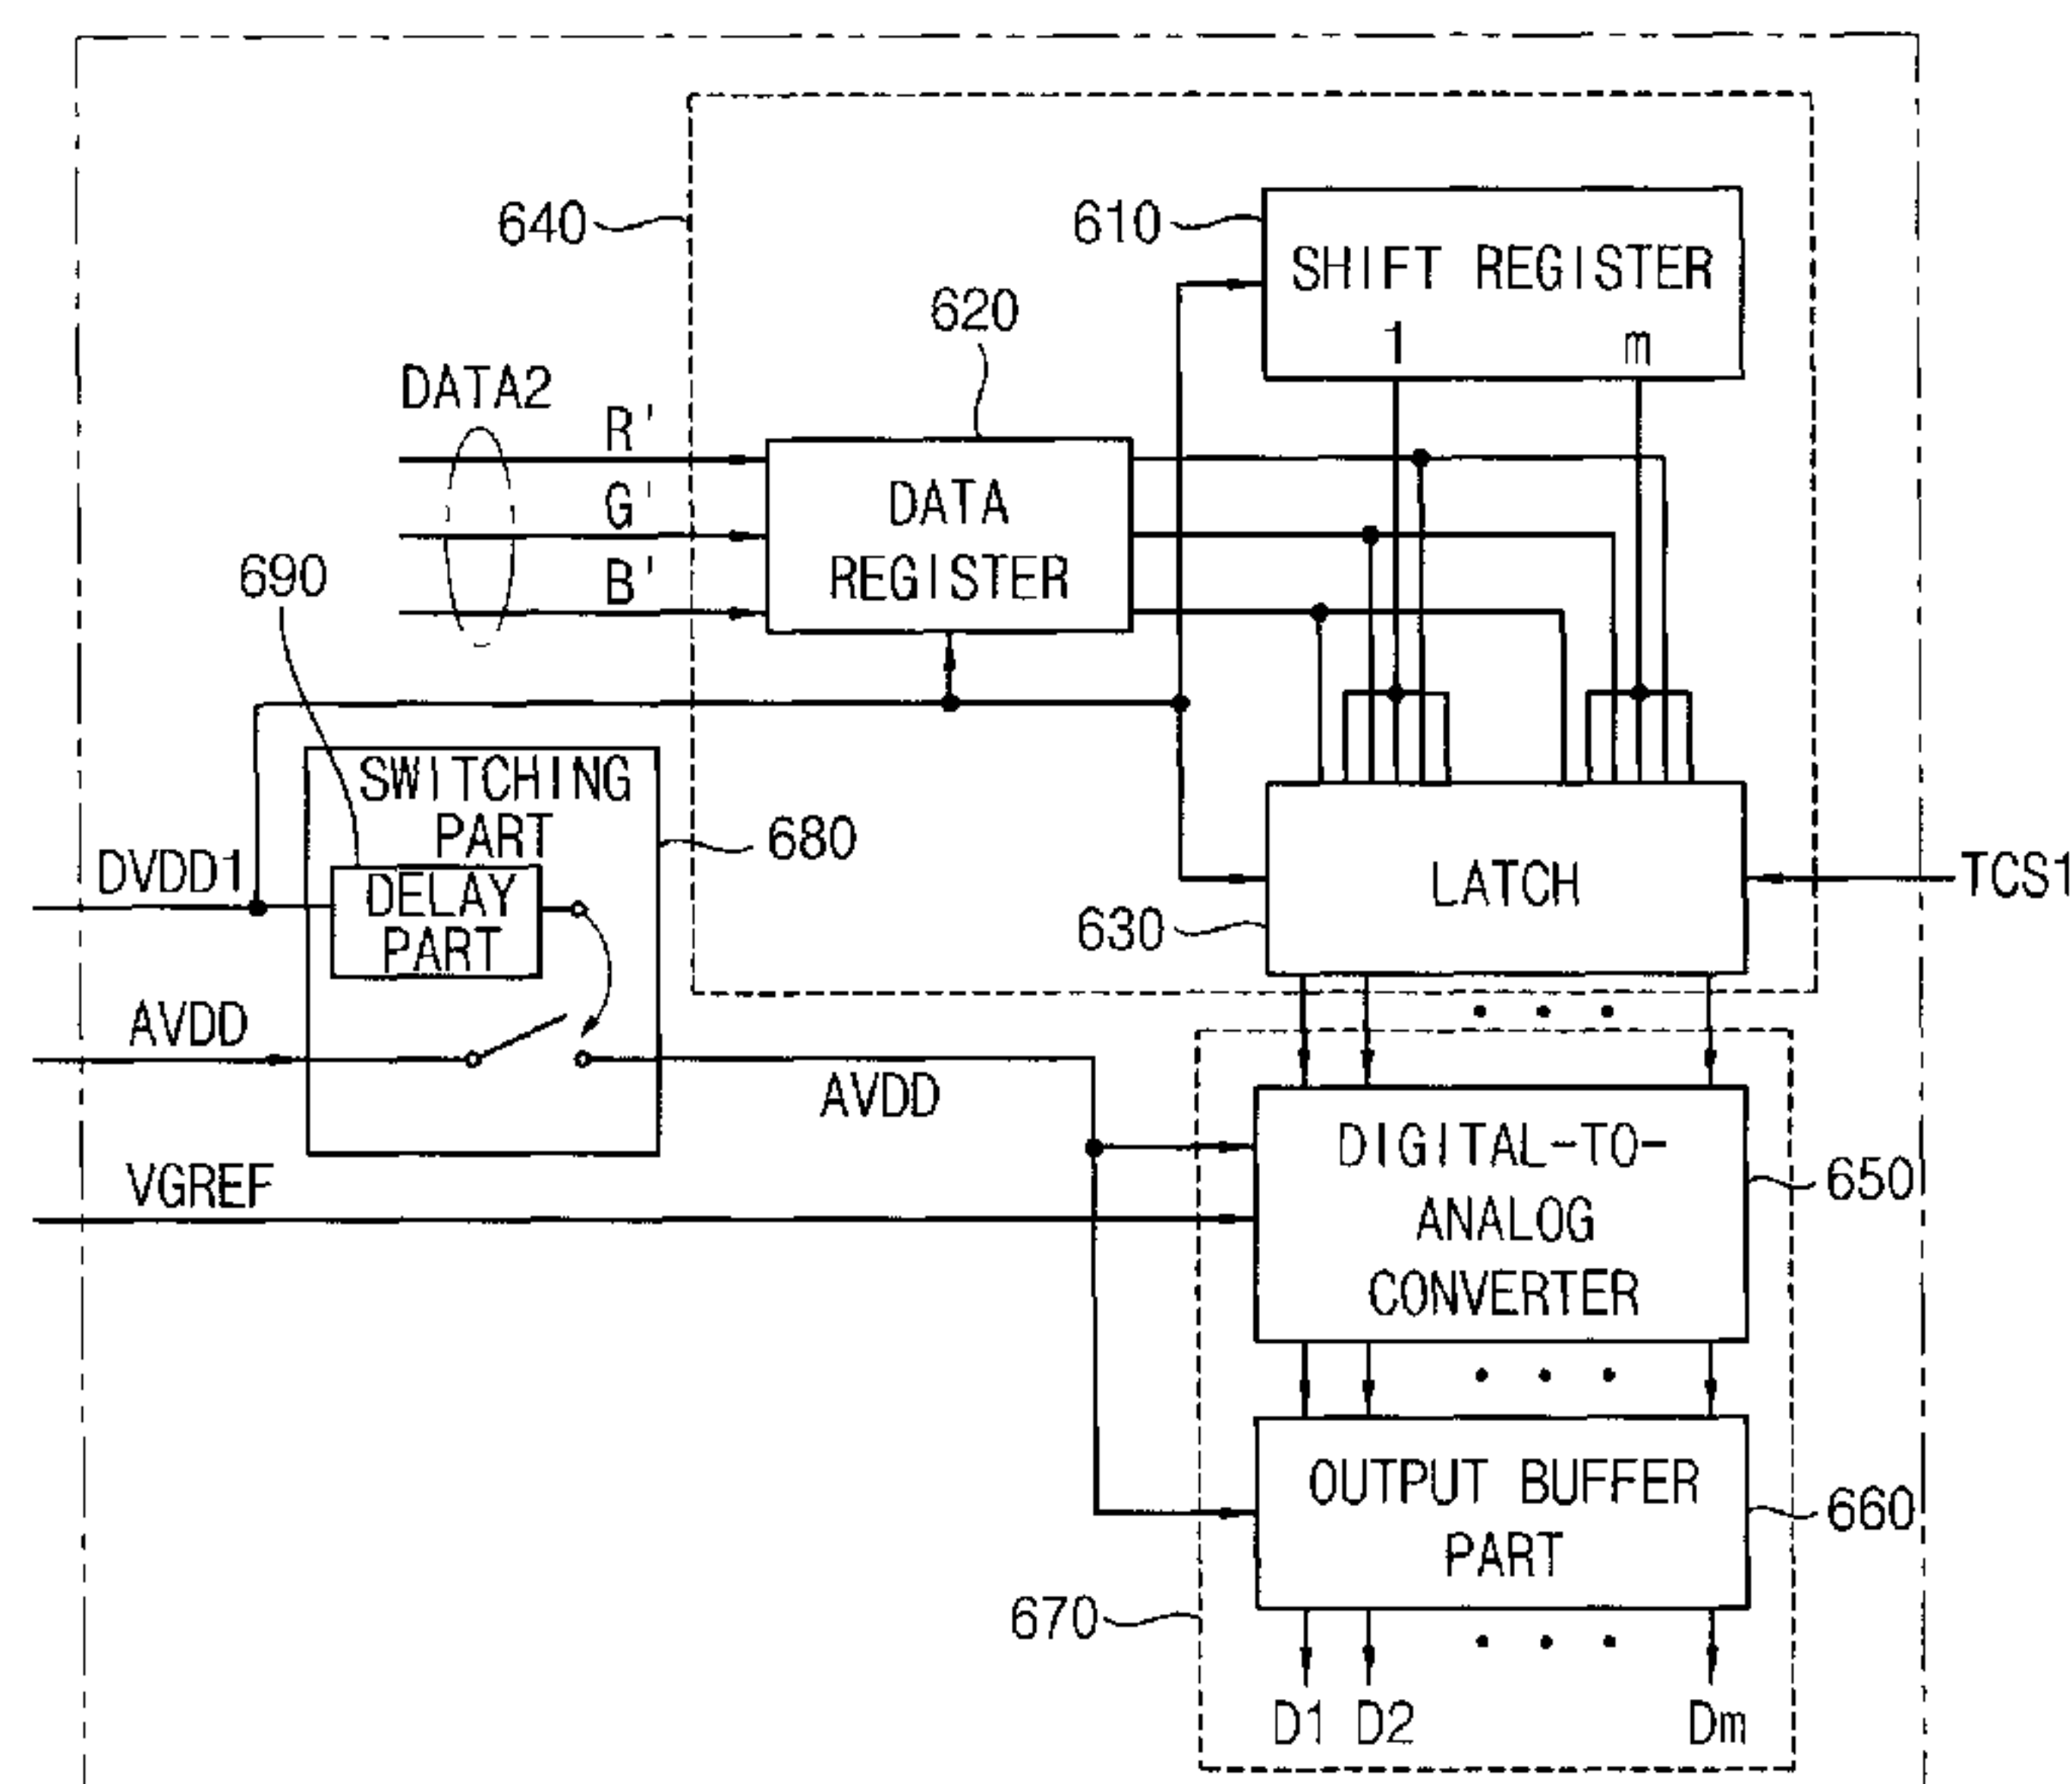 640
610
SHIFT REGISTER
1 m
620
DATA2
R'
G'
B'
DATA
REGISTER
690
SWITCHING
PART
680
DVDD1
DELAY
PART
LATCH
TCS1
630
AVDD
AVDD
VGREF
DIGITAL-TO-
ANALOG
CONVERTER
650
OUTPUT BUFFER
PART
660
670
D1 D2 • • • Dm